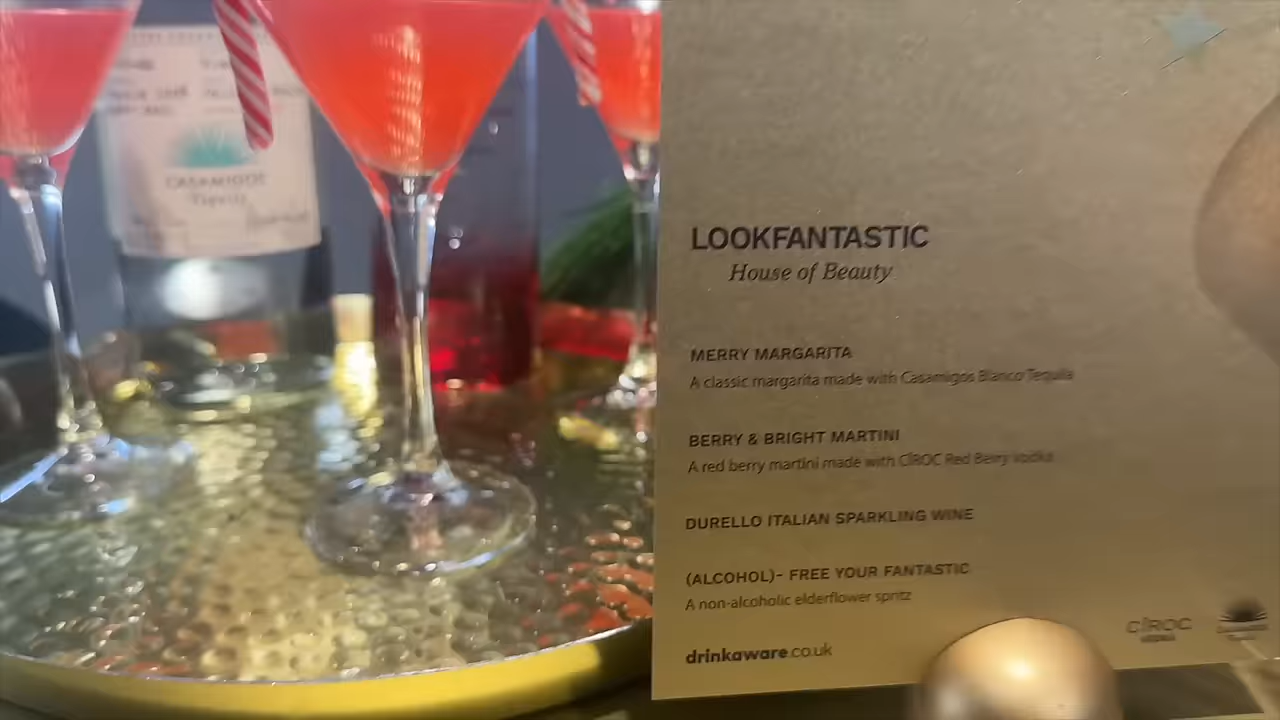 CASAMIGOS
Tequila
LOOKFANTASTIC
House of Beauty
MERRY MARGARITA
A classic margarita made with Casamigos Blanco Tequila
BERRY & BRIGHT MARTINI
A red berry martini made with CÎROC Red Berry Vodka
DURELLO ITALIAN SPARKLING WINE
(ALCOHOL)- FREE YOUR FANTASTIC
A non-alcoholic elderflower spritz
CÎROC
drinkaware.co.uk